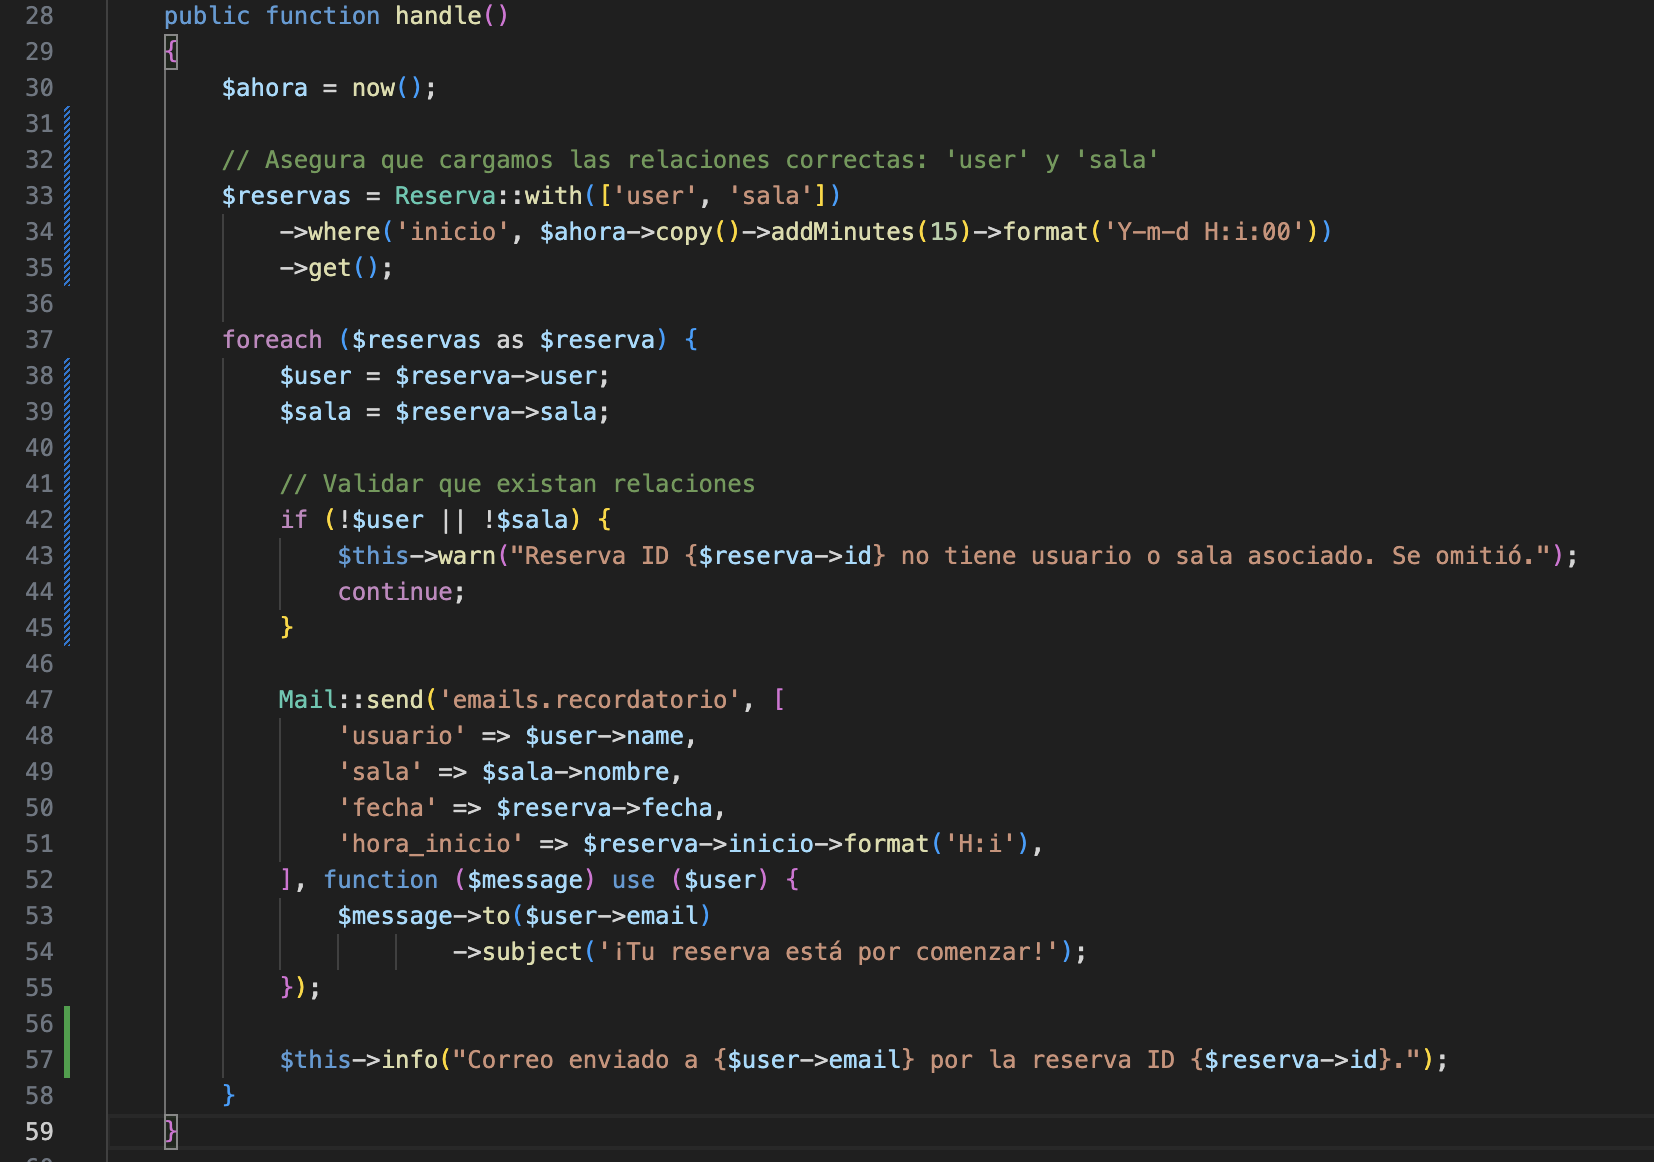 28 public function handle()
29 {
30 $ahora = now();
31
32 // Asegura que cargamos las relaciones correctas: 'user' y 'sala'
33 $reservas = Reserva::with(['user', 'sala'])
34 ->where('inicio', $ahora->copy()->addMinutes(15)->format('Y-m-d H:i:00'))
35 ->get();
36
37 foreach ($reservas as $reserva) {
38 $user = $reserva->user;
39 $sala = $reserva->sala;
40
41 // Validar que existan relaciones
42 if (!$user || !$sala) {
43 $this->warn("Reserva ID {$reserva->id} no tiene usuario o sala asociado. Se omitió.");
44 continue;
45 }
46
47 Mail::send('emails.recordatorio', [
48 'usuario' => $user->name,
49 'sala' => $sala->nombre,
50 'fecha' => $reserva->fecha,
51 'hora_inicio' => $reserva->inicio->format('H:i'),
52 ], function ($message) use ($user) {
53 $message->to($user->email)
54 ->subject('¡Tu reserva está por comenzar!');
55 });
56
57 $this->info("Correo enviado a {$user->email} por la reserva ID {$reserva->id}.");
58 }
59 }